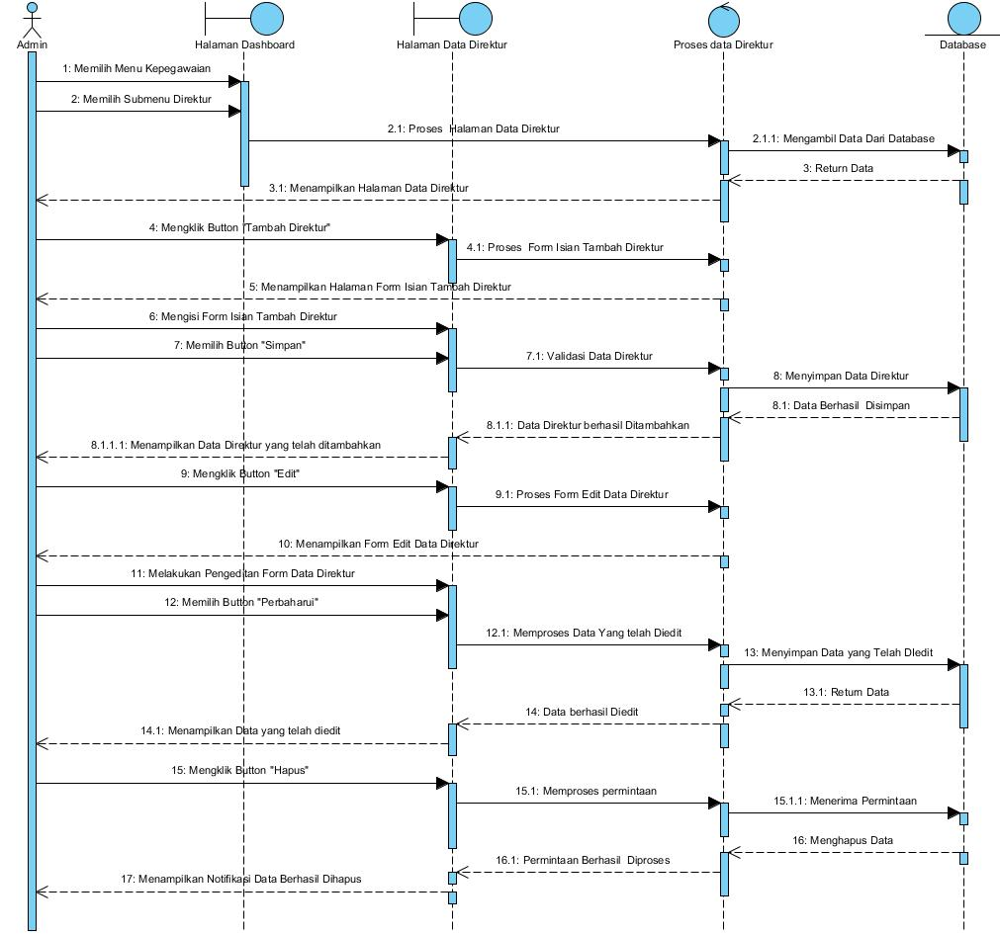 Admin
Halaman Dashboard
Halaman Data Direktur
Proses data Direktur
Database
1: Memilih Menu Kepegawaian
2: Memilih Submenu Direktur
2.1: Proses Halaman Data Direktur
2.1.1: Mengambil Data Dari Database
3: Return Data
3.1: Menampilkan Halaman Data Direktur
4: Mengklik Button "Tambah Direktur"
4.1: Proses Form Isian Tambah Direktur
5: Menampilkan Halaman Form Isian Tambah Direktur
6: Mengisi Form Isian Tambah Direktur
7: Memilih Button "Simpan"
7.1: Validasi Data Direktur
8: Menyimpan Data Direktur
8.1: Data Berhasil Disimpan
8.1.1: Data Direktur berhasil Ditambahkan
8.1.1.1: Menampilkan Data Direktur yang telah ditambahkan
9: Mengklik Button "Edit"
9.1: Proses Form Edit Data Direktur
10: Menampilkan Form Edit Data Direktur
11: Melakukan Pengeditan Form Data Direktur
12: Memilih Button "Perbaharui"
12.1: Memproses Data Yang telah Diedit
13: Menyimpan Data yang Telah DIedit
13.1: Return Data
14: Data berhasil Diedit
14.1: Menampilkan Data yang telah diedit
15: Mengklik Button "Hapus"
15.1: Memproses permintaan
15.1.1: Menerima Permintaan
16: Menghapus Data
16.1: Permintaan Berhasil Diproses
17: Menampilkan Notifikasi Data Berhasil Dihapus